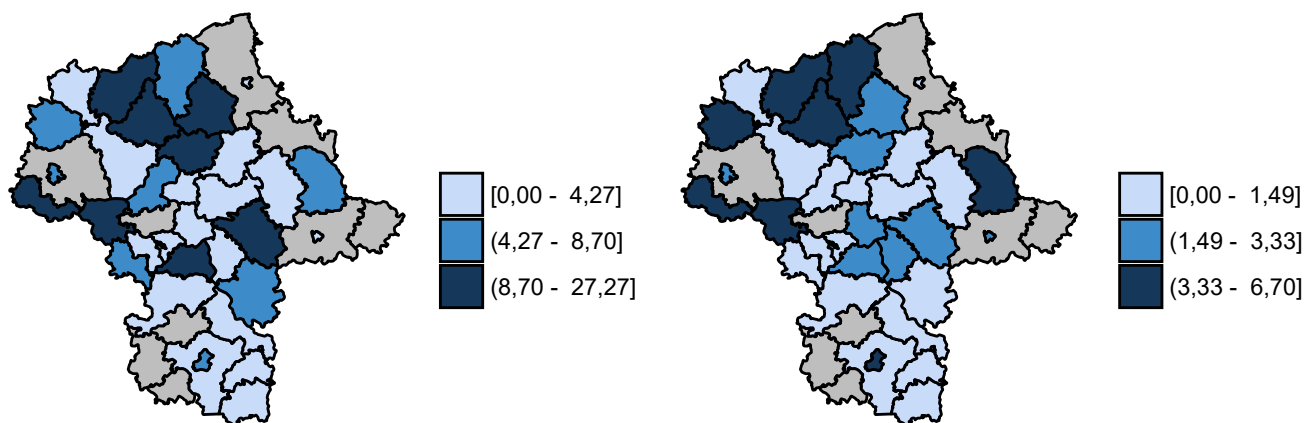 [0,00 - 4,27]
(4,27 - 8,70]
(8,70 - 27,27]
[0,00 - 1,49]
(1,49 - 3,33]
(3,33 - 6,70]